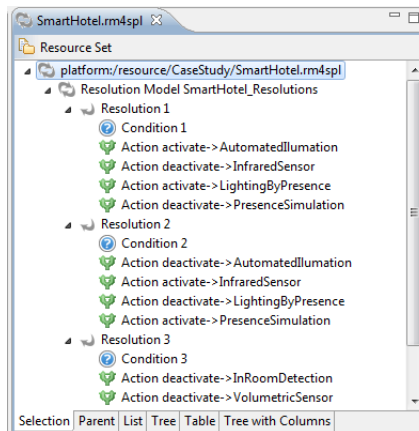 SmartHotel.rm4spl
Resource Set
platform:/resource/CaseStudy/SmartHotel.rm4spl
Resolution Model SmartHotel_Resolutions
Resolution 1
Condition 1
Action activate->AutomatedIlumation
Action deactivate->InfraredSensor
Action activate->LightingByPresence
Action deactivate->PresenceSimulation
Resolution 2
Condition 2
Action deactivate->AutomatedIlumation
Action activate->InfraredSensor
Action deactivate->LightingByPresence
Action activate->PresenceSimulation
Resolution 3
Condition 3
Action deactivate->InRoomDetection
Action deactivate->VolumetricSensor
Selection Parent List Tree Table Tree with Columns